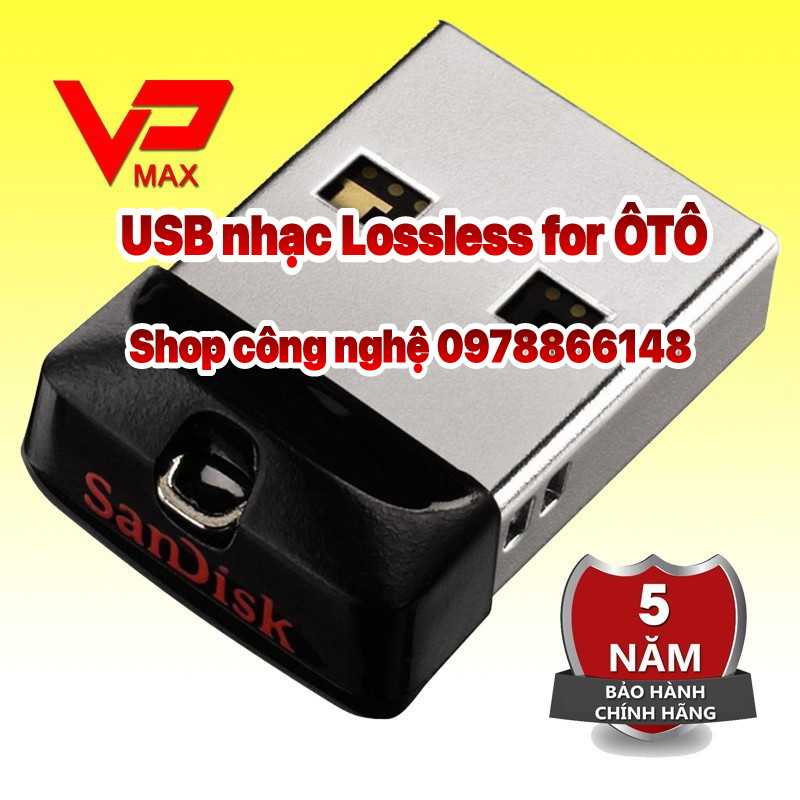 VP
MAX
USB nhạc Lossless for ÔTÔ
Shop công nghệ 0978866148
SanDisk
5
NĂM
BẢO HÀNH
CHÍNH HÃNG